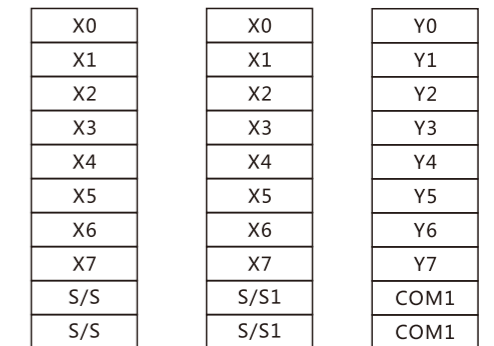 X0 X0 Y0
X1 X1 Y1
X2 X2 Y2
X3 X3 Y3
X4 X4 Y4
X5 X5 Y5
X6 X6 Y6
X7 X7 Y7
S/S S/S1 COM1
S/S S/S1 COM1